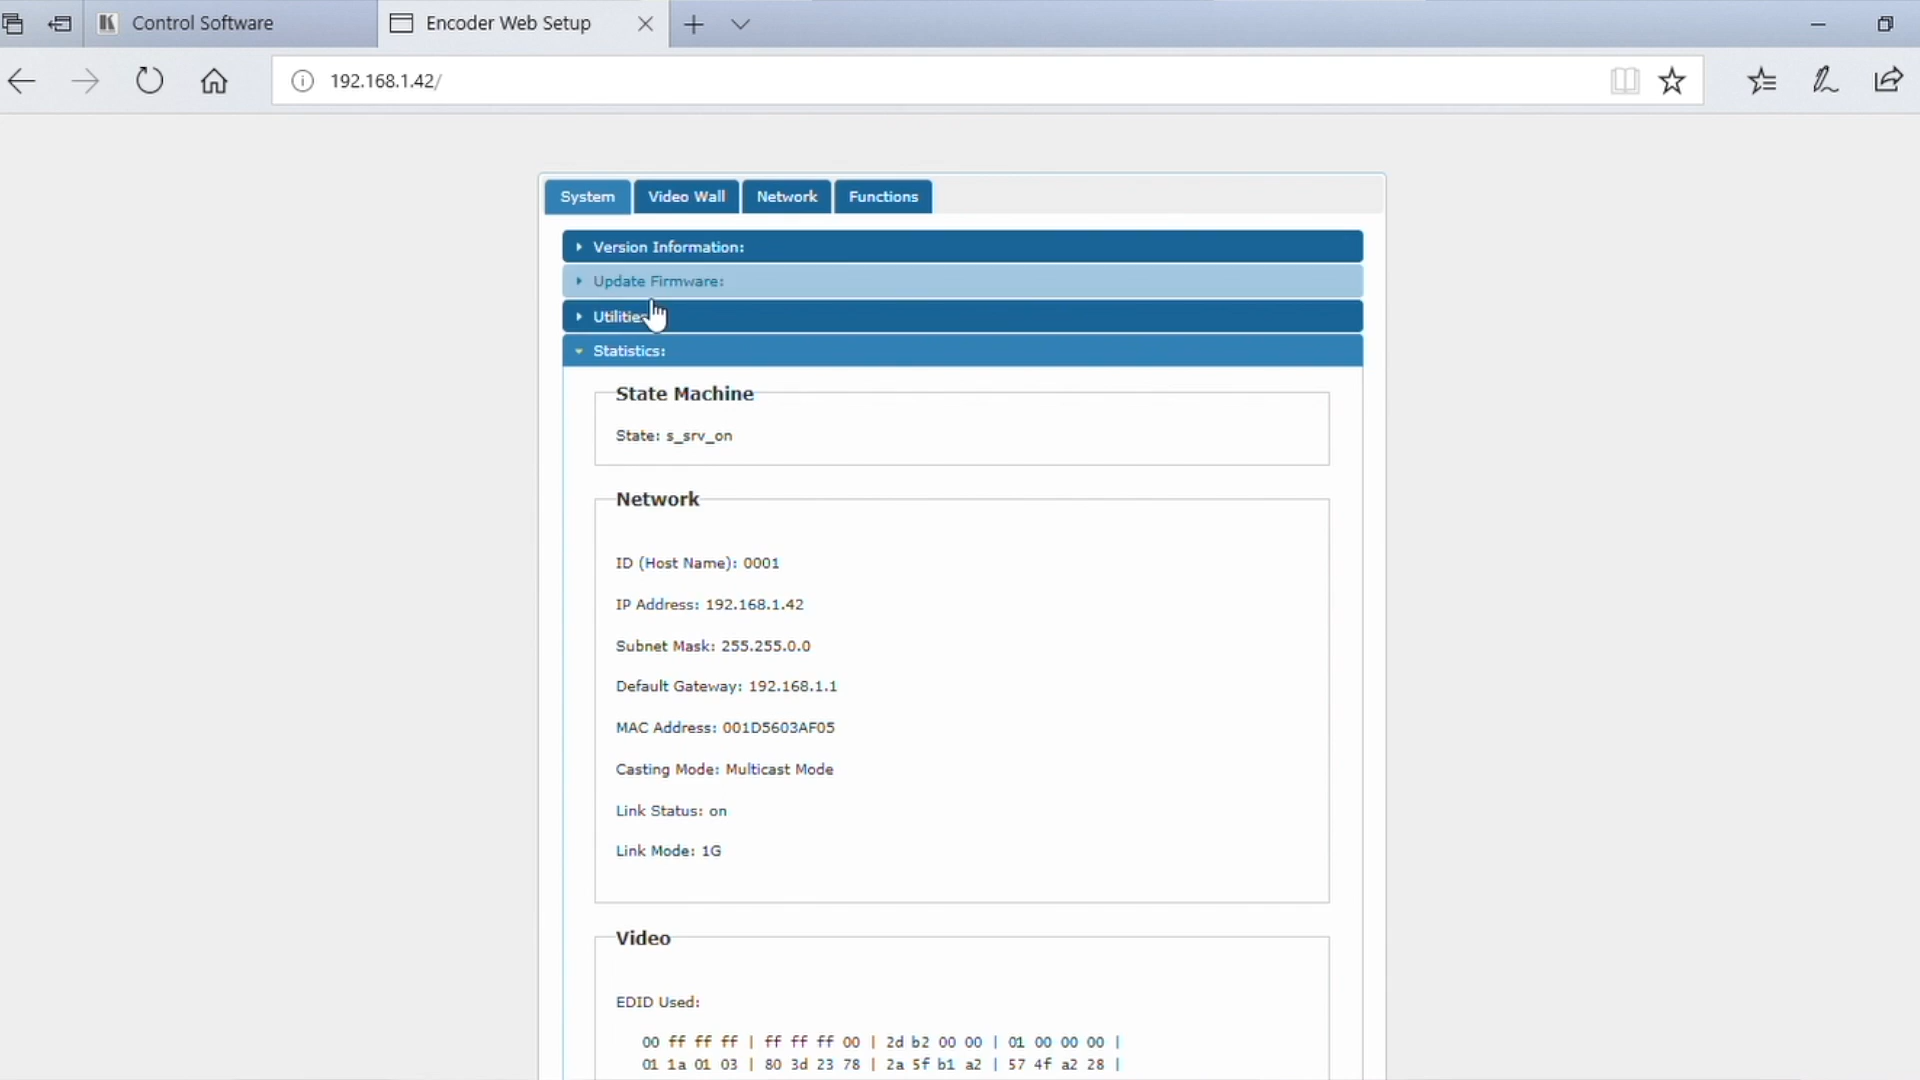 Control Software
Encoder Web Setup
192.168.1.42/
System Video Wall Network Functions
Version Information:
Update Firmware:
Utilities
Statistics:
State Machine
State: s_srv_on
Network
ID (Host Name): 0001
IP Address: 192.168.1.42
Subnet Mask: 255.255.0.0
Default Gateway: 192.168.1.1
MAC Address: 001D5603AF05
Casting Mode: Multicast Mode
Link Status: on
Link Mode: 1G
Video
EDID Used:
00 ff ff ff | ff ff ff 00 | 2d b2 00 00 | 01 00 00 00 |
01 1a 01 03 | 80 3d 23 78 | 2a 5f b1 a2 | 57 4f a2 28 |